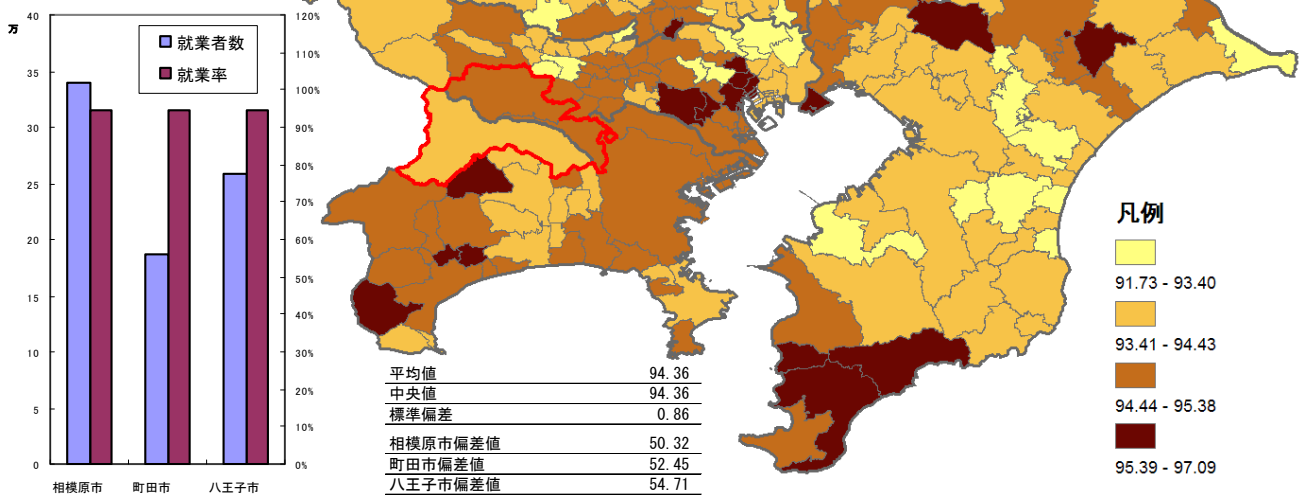 万
40
35
30
25
20
15
10
5
0
就業者数
就業率
120%
110%
100%
90%
80%
70%
60%
50%
40%
30%
20%
10%
0%
相模原市 町田市 八王子市
平均値 94.36
中央値 94.36
標準偏差 0.86
相模原市偏差値 50.32
町田市偏差値 52.45
八王子市偏差値 54.71
凡例
91.73 - 93.40
93.41 - 94.43
94.44 - 95.38
95.39 - 97.09